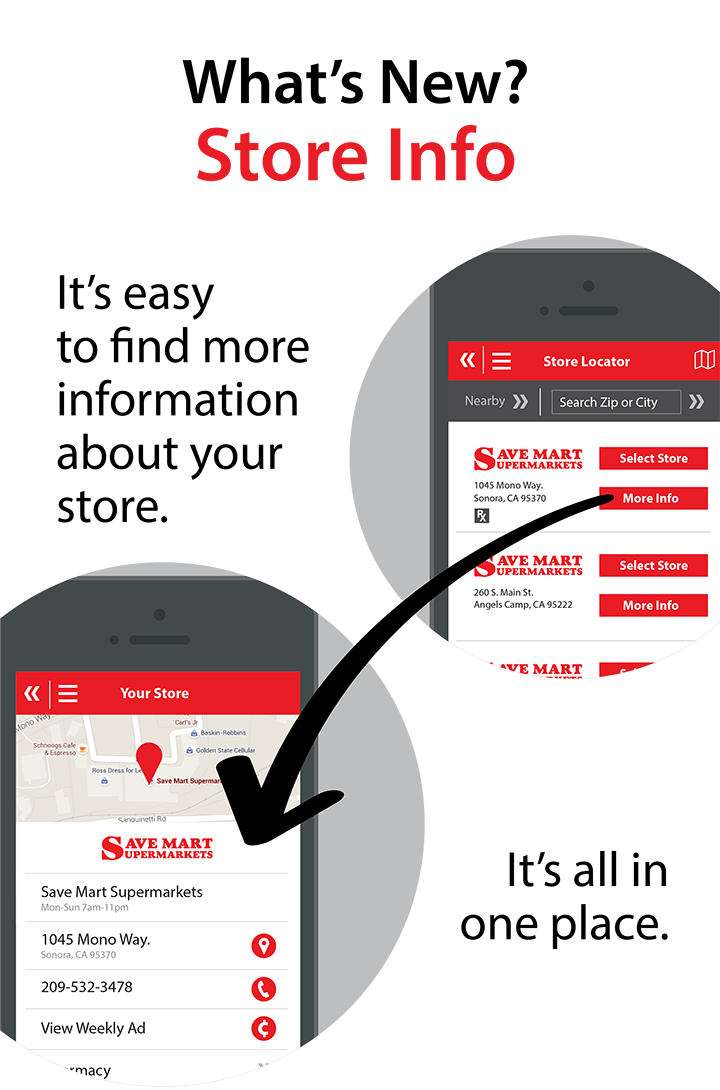 What's New?
Store Info
It's easy
to find more
information
about your
store.
Store Locator
Nearby
Search Zip or City
SAVE MART
SUPERMARKETS
Select Store
1045 Mono Way.
Sonora, CA 95370
More Info
Rx
SAVE MART
SUPERMARKETS
Select Store
260 S. Main St.
Angels Camp, CA 95222
More Info
AVE MART
Your Store
Mono Way
Carl's Jr
Baskin-Robbins
Schnoogs Cafe
& Espresso
Golden State Cellular
Ross Dress for Le
Save Mart Supermar
Sanguinetti Rd
SAVE MART
SUPERMARKETS
Save Mart Supermarkets
Mon-Sun 7am-11pm
1045 Mono Way.
Sonora, CA 95370
209-532-3478
View Weekly Ad
rmacy
It's all in
one place.